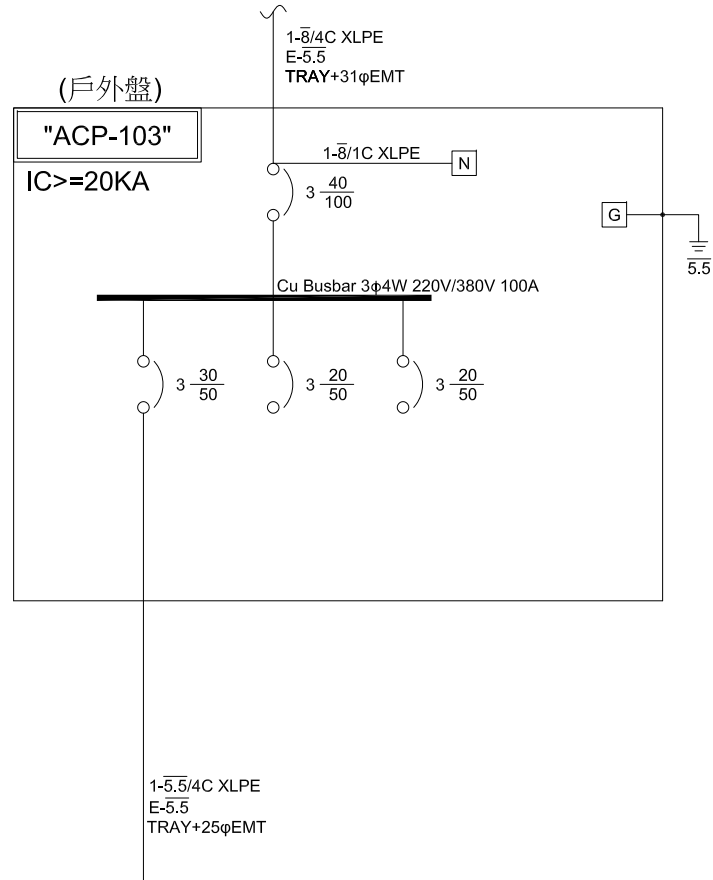 1-8/4C XLPE
E-5.5
TRAY+31φEMT
(戶外盤)
"ACP-103"
IC>=20KA
1-8/1C XLPE
N
3 40/100
G
5.5
Cu Busbar 3φ4W 220V/380V 100A
3 30/50
3 20/50
3 20/50
1-5.5/4C XLPE
E-5.5
TRAY+25φEMT